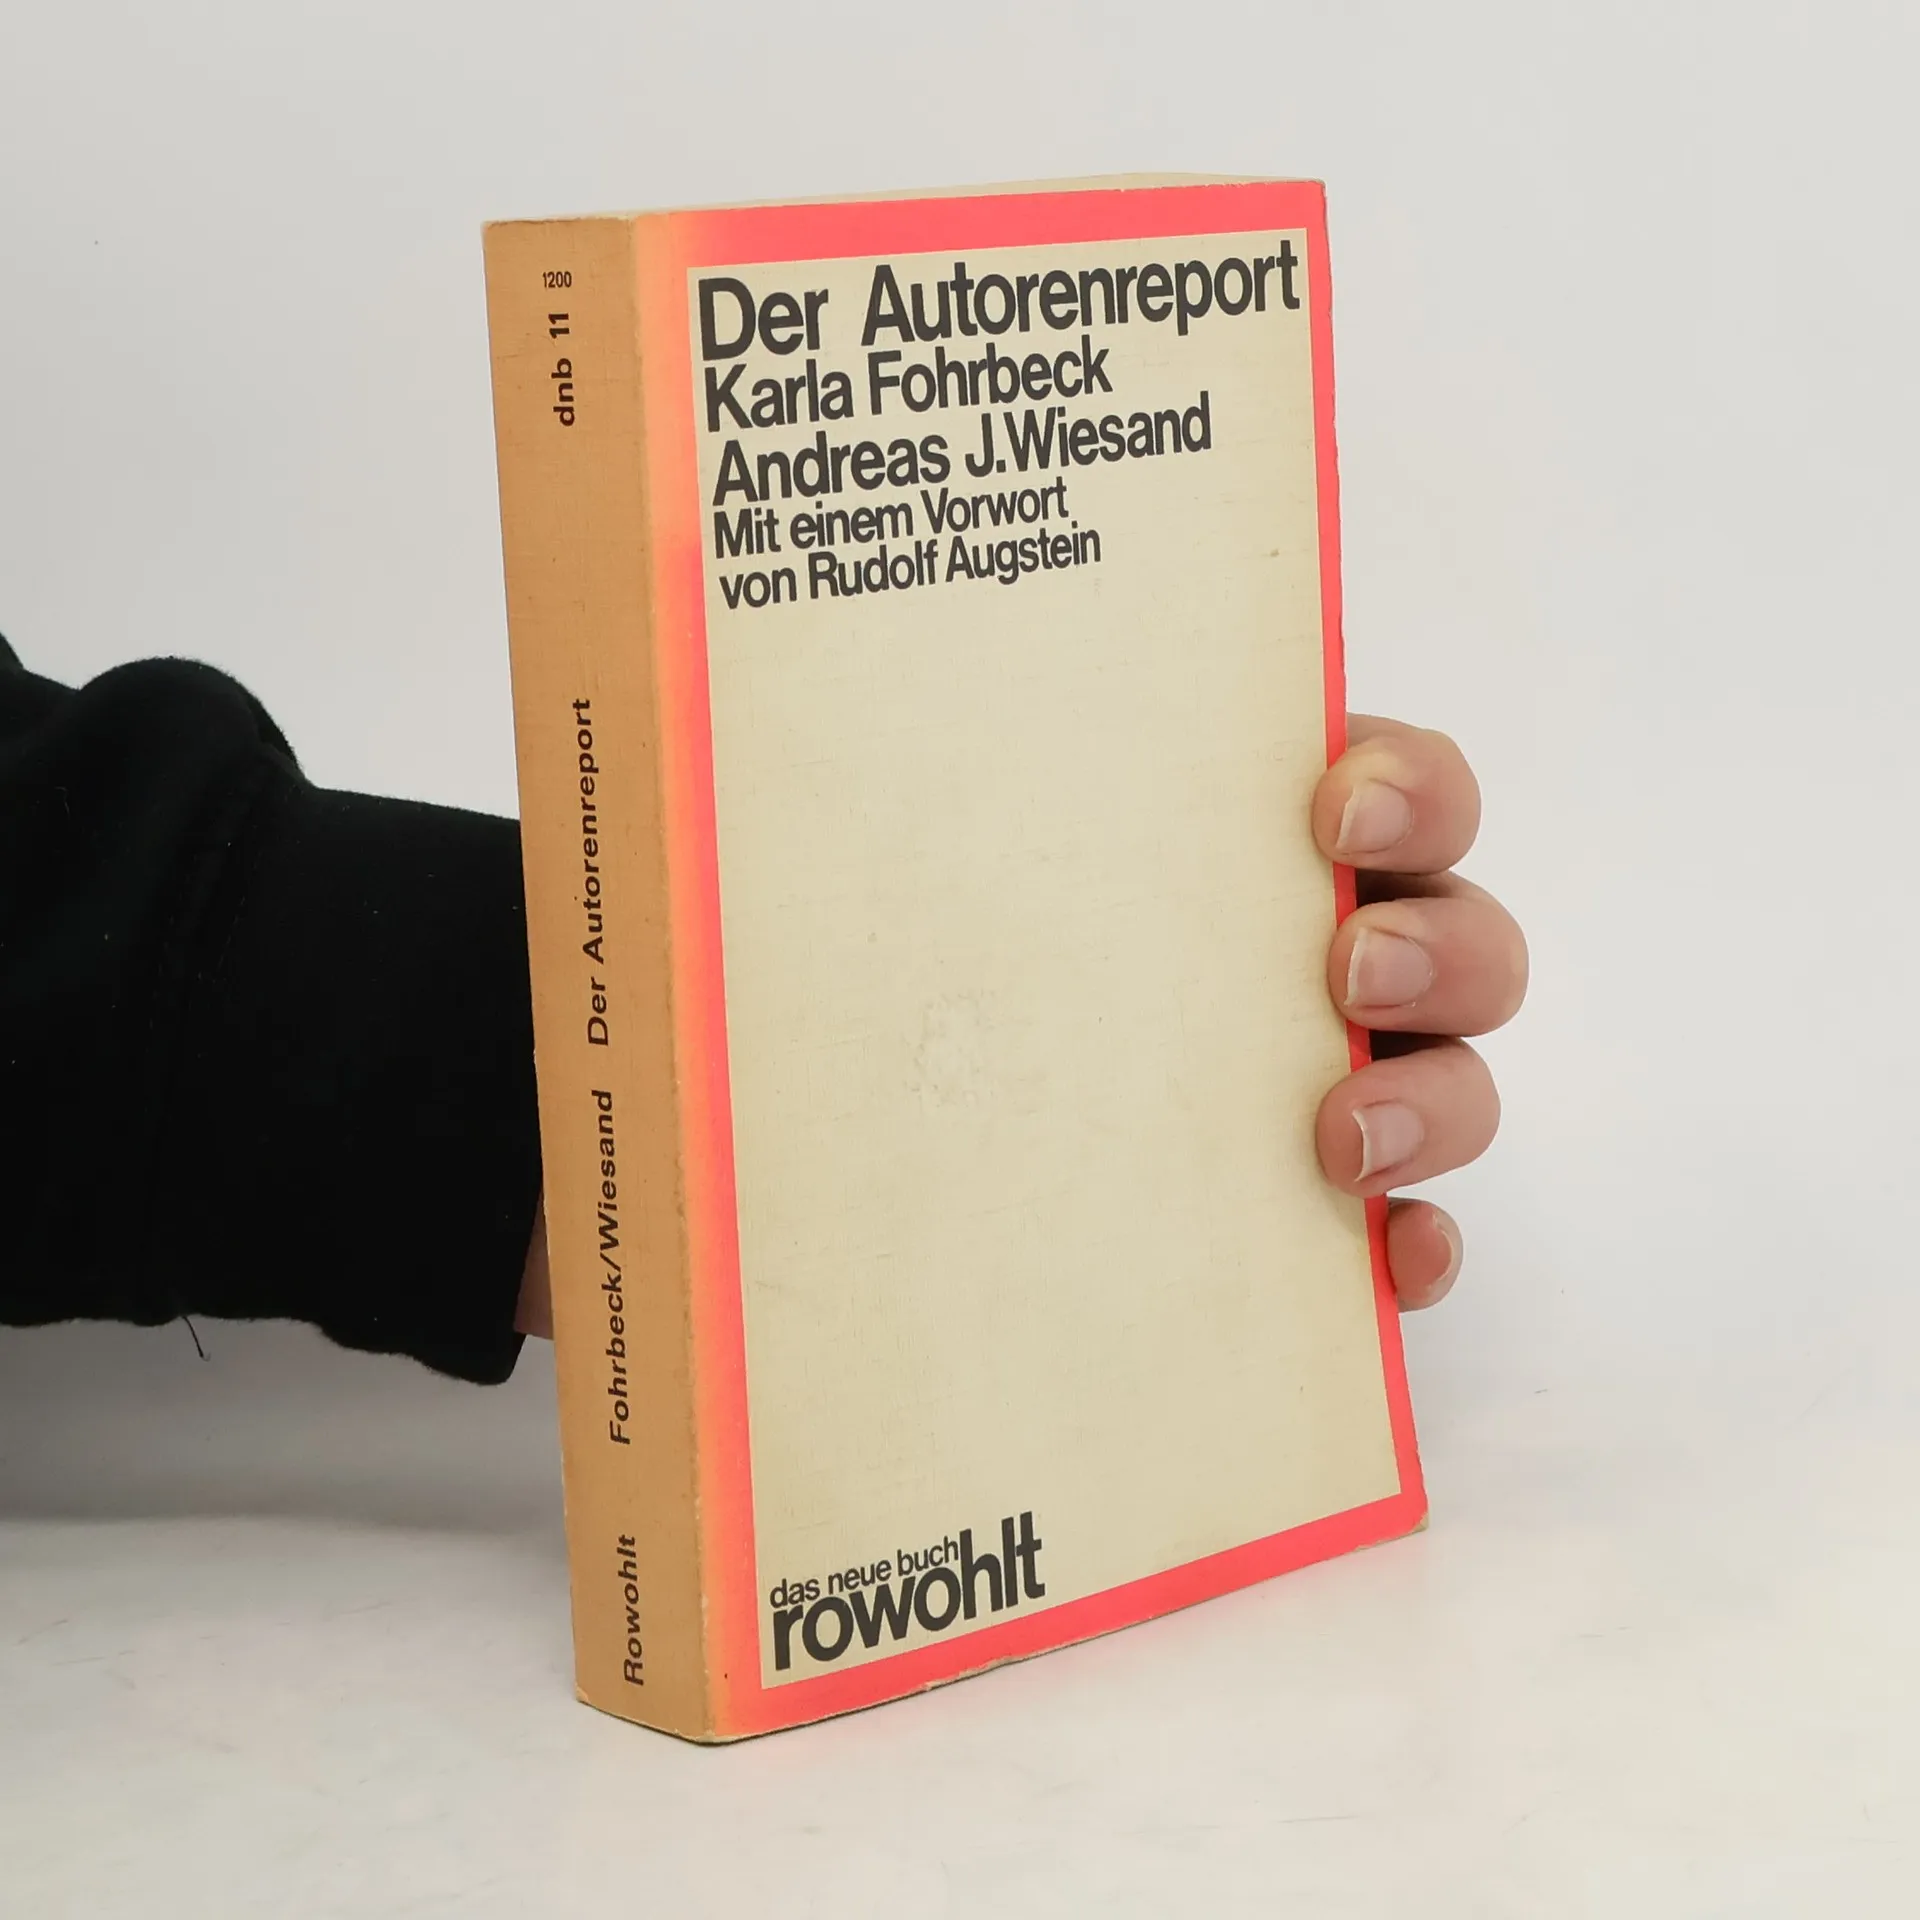 1200
dnb 11
Fohrbeck/Wiesand Der Autorenreport
Rowohlt
Der Autorenreport
Karla Fohrbeck
Andreas J. Wiesand
Mit einem Vorwort
von Rudolf Augstein
das neue buch
rowohlt